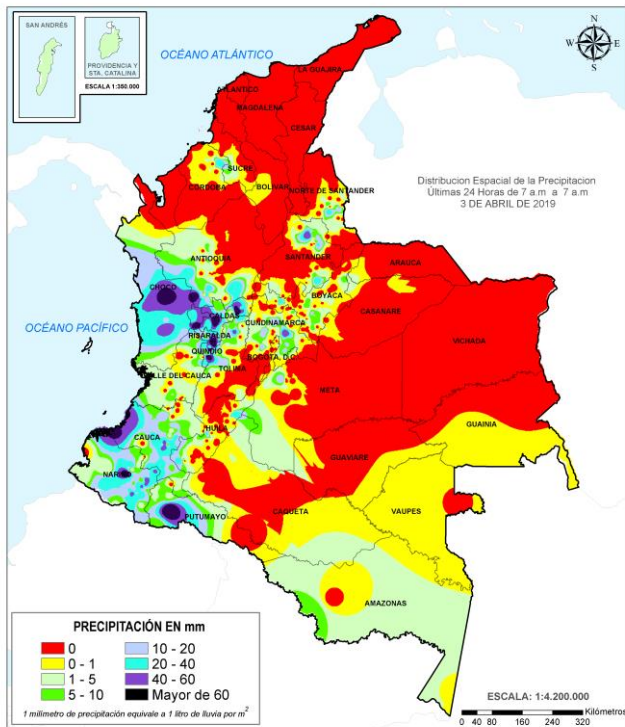 SAN ANDRÉS
PROVIDENCIA Y
STA. CATALINA
ESCALA 1:350.000
OCÉANO ATLÁNTICO
N
W E
S
LA GUAJIRA
ATLANTICO
MAGDALENA
CESAR
SUCRE
CORDOBA
BOLIVAR
NORTE DE SANTANDER
Distribucion Espacial de la Precipitacion
Últimas 24 Horas de 7 a.m a 7 a.m
3 DE ABRIL DE 2019
ANTIOQUIA
SANTANDER
ARAUCA
CHOCO
BOYACA
CASANARE
OCÉANO PACÍFICO
CALDAS
CUNDINAMARCA
RISARALDA
VICHADA
QUINDIO
BOGOTA, D.C.
TOLIMA
VALLE DEL CAUCA
META
GUAINIA
CAUCA
HUILA
GUAVIARE
NARIÑO
CAQUETA
VAUPES
PUTUMAYO
AMAZONAS
PRECIPITACIÓN EN mm
0 10 - 20
0 - 1 20 - 40
1 - 5 40 - 60
5 - 10 Mayor de 60
1 milimetro de precipitación equivale a 1 litro de lluvia por m²
ESCALA: 1:4.200.000
Kilómetros
0 40 80 160 240 320